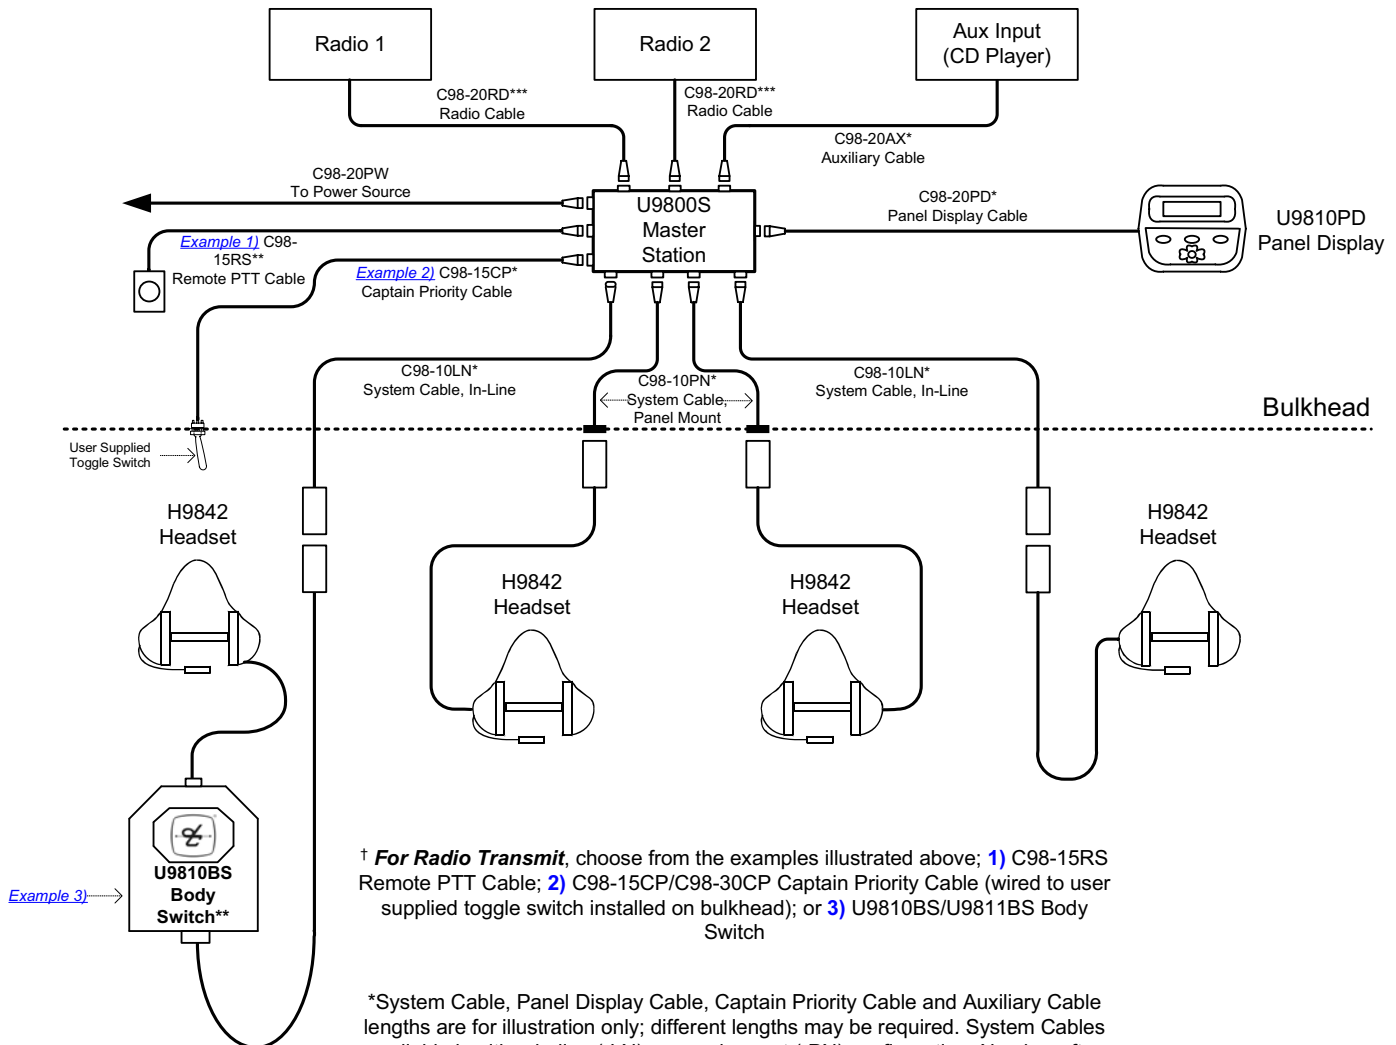 Radio 1
Radio 2
Aux Input
(CD Player)
C98-20RD***
Radio Cable
C98-20RD***
Radio Cable
C98-20AX*
Auxiliary Cable
C98-20PW
To Power Source
U9800S
Master
Station
C98-20PD*
Panel Display Cable
U9810PD
Panel Display
Example 1) C98-
15RS**
Remote PTT Cable
Example 2) C98-15CP*
Captain Priority Cable
C98-10LN*
System Cable, In-Line
C98-10PN*
System Cable,
Panel Mount
C98-10LN*
System Cable, In-Line
Bulkhead
User Supplied
Toggle Switch
H9842
Headset
H9842
Headset
H9842
Headset
H9842
Headset
U9810BS
Body
Switch**
Example 3)
† For Radio Transmit, choose from the examples illustrated above; 1) C98-15RS
Remote PTT Cable; 2) C98-15CP/C98-30CP Captain Priority Cable (wired to user
supplied toggle switch installed on bulkhead); or 3) U9810BS/U9811BS Body
Switch
*System Cable, Panel Display Cable, Captain Priority Cable and Auxiliary Cable
lengths are for illustration only; different lengths may be required. System Cables